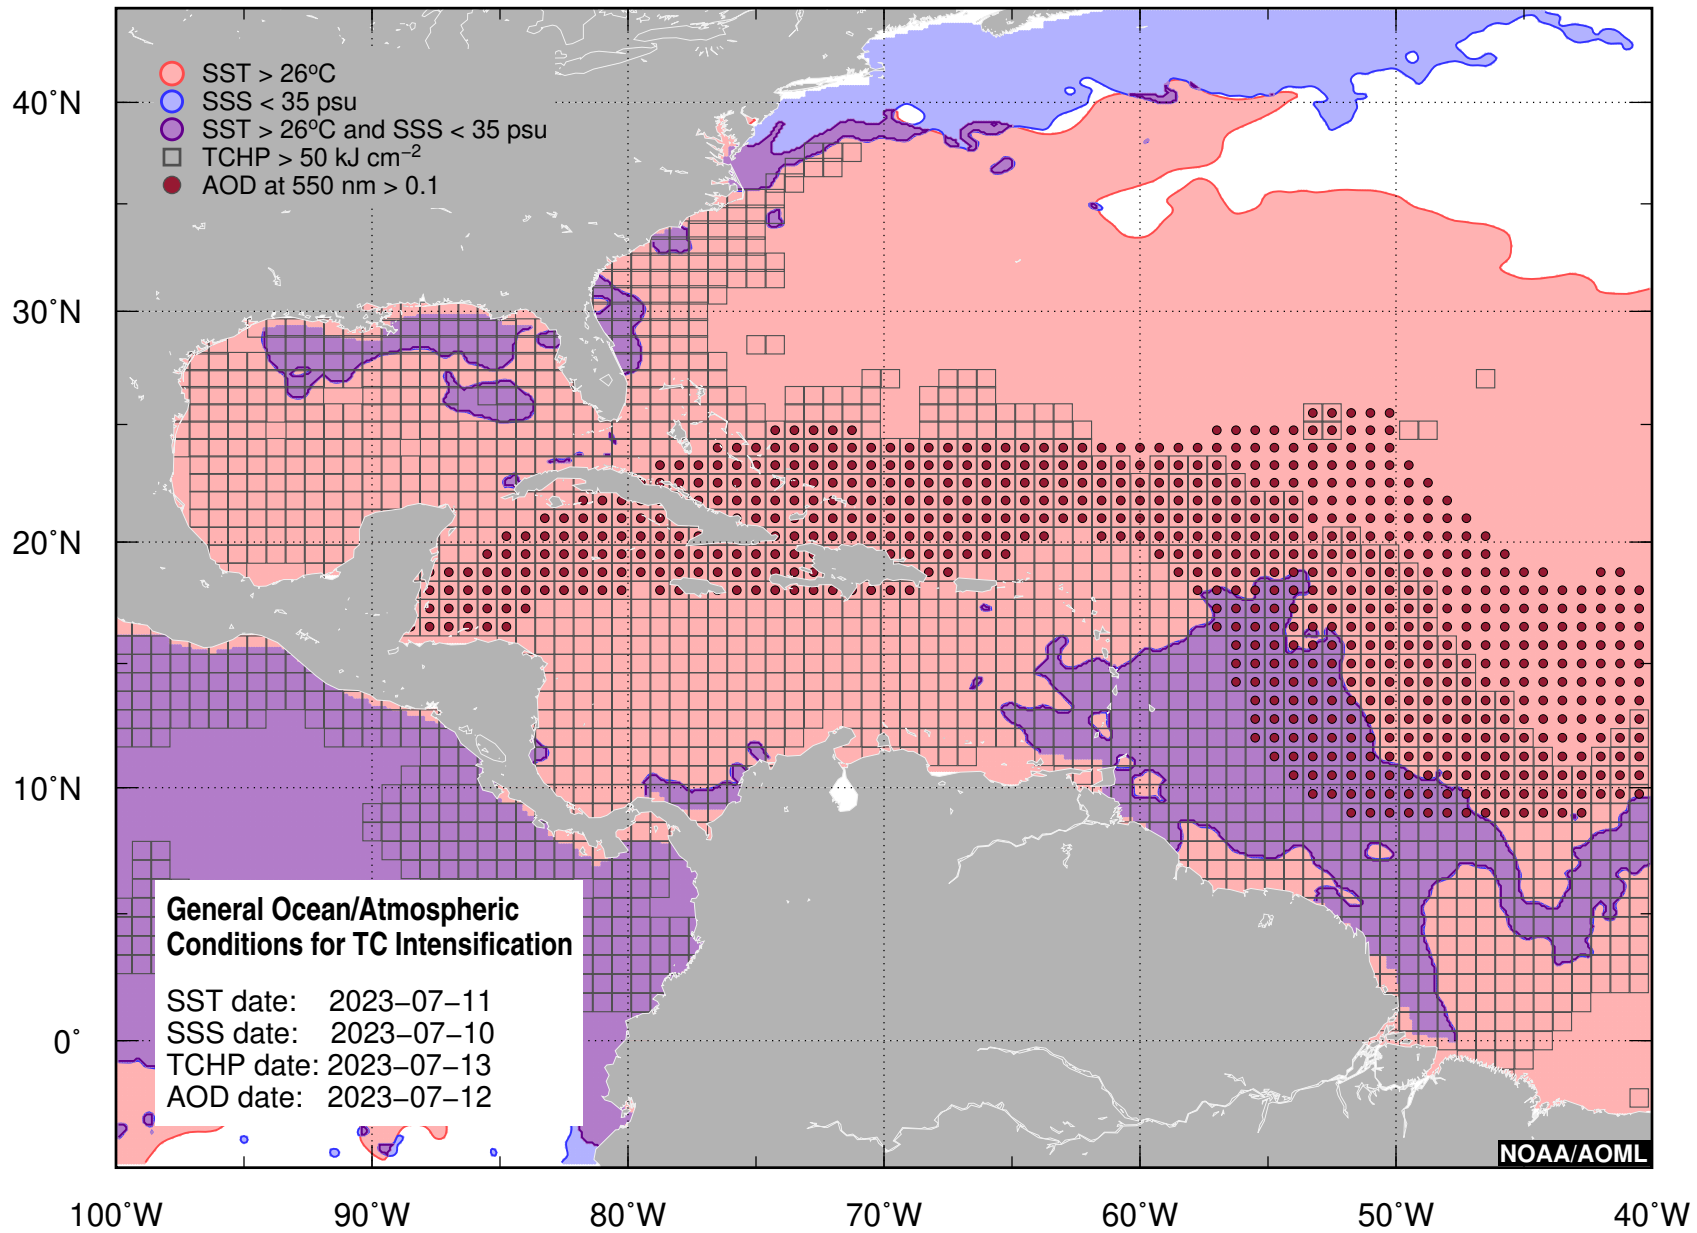 SST > 26ºC
SSS < 35 psu
SST > 26ºC and SSS < 35 psu
TCHP > 50 kJ cm⁻²
AOD at 550 nm > 0.1
40˚N
30˚N
20˚N
10˚N
0˚
General Ocean/Atmospheric
Conditions for TC Intensification
SST date: 2023−07−11
SSS date: 2023−07−10
TCHP date: 2023−07−13
AOD date: 2023−07−12
NOAA/AOML
100˚W 90˚W 80˚W 70˚W 60˚W 50˚W 40˚W